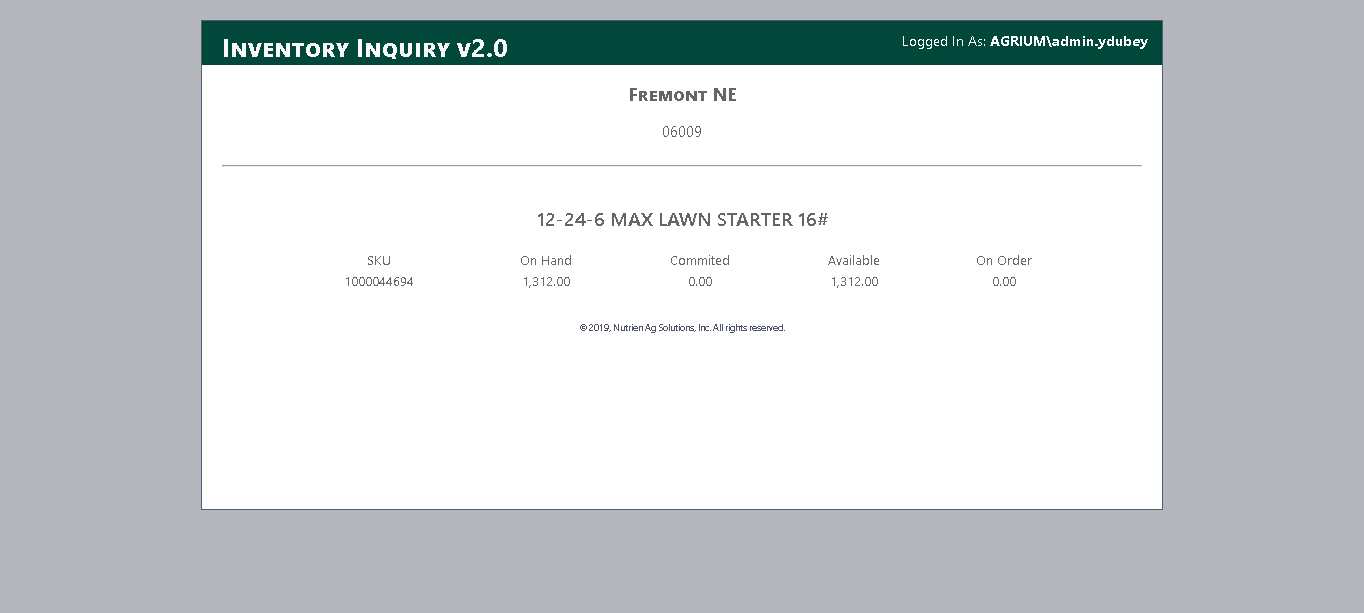 Inventory Inquiry v2.0
Logged In As: AGRIUM\admin.ydubey
Fremont NE
06009
12-24-6 MAX LAWN STARTER 16#
SKU On Hand Commited Available On Order
1000044694 1,312.00 0.00 1,312.00 0.00
© 2019, Nutrien Ag Solutions, Inc. All rights reserved.